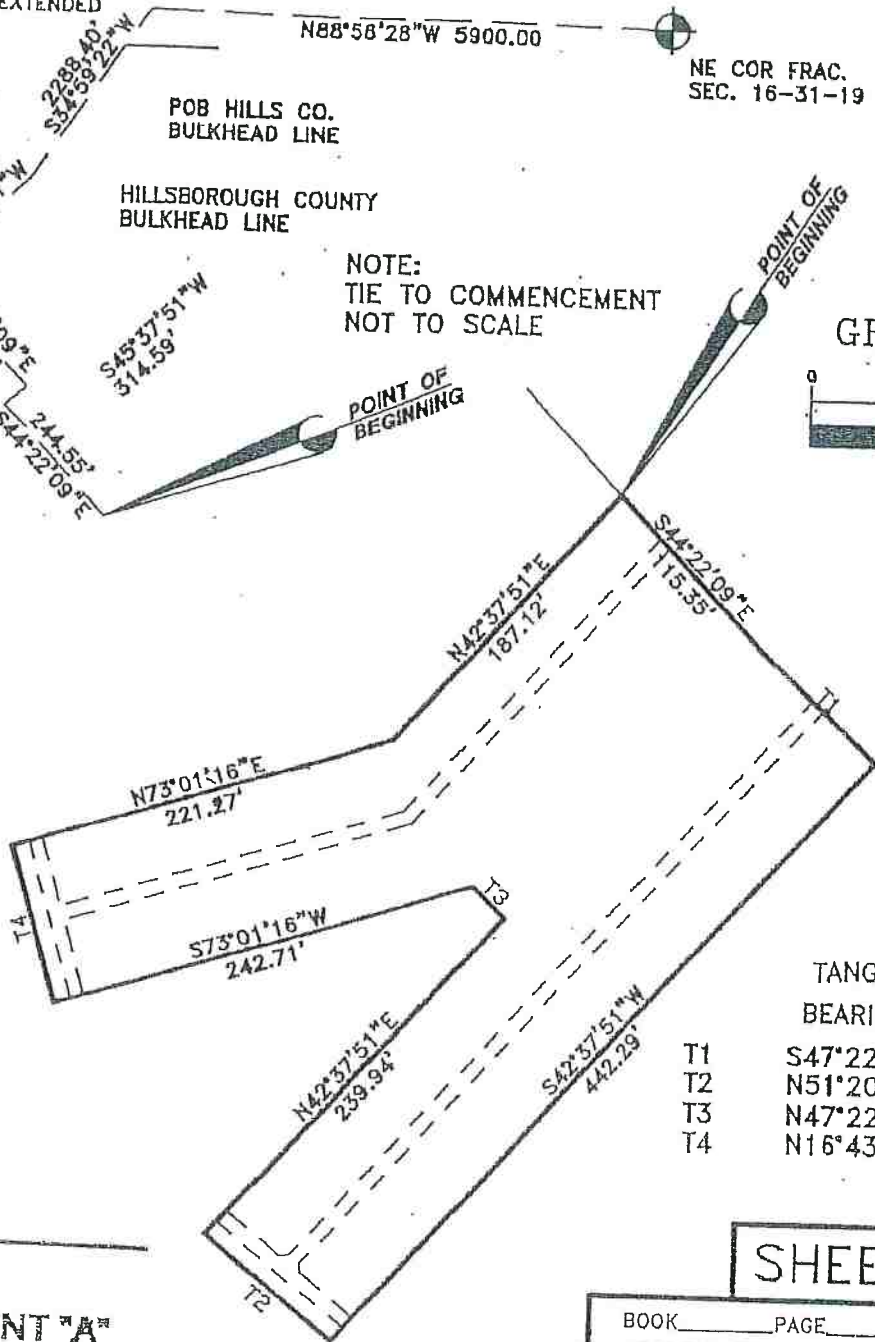 EXTENDED
N88°58'28"W 5900.00
2288.40'
S34°59'22"W
NE COR FRAC.
SEC. 16-31-19
POB HILLS CO.
BULKHEAD LINE
HILLSBOROUGH COUNTY
BULKHEAD LINE
NOTE:
TIE TO COMMENCEMENT
NOT TO SCALE
POINT OF
BEGINNING
S45°37'51"W
314.59'
POINT OF
BEGINNING
244.55'
S44°22'09"E
0
S44°22'09"E
115.35'
N42°37'51"E
187.12'
T1
N73°01'16"E
221.27'
T4
T3
S73°01'16"W
242.71'
N42°37'51"E
239.94'
S42°37'51"W
442.29'
T2
TANG
BEARI
T1 S47°22
T2 N51°20
T3 N47°22
T4 N16°43
SHEE
BOOK PAGE
NT "A"